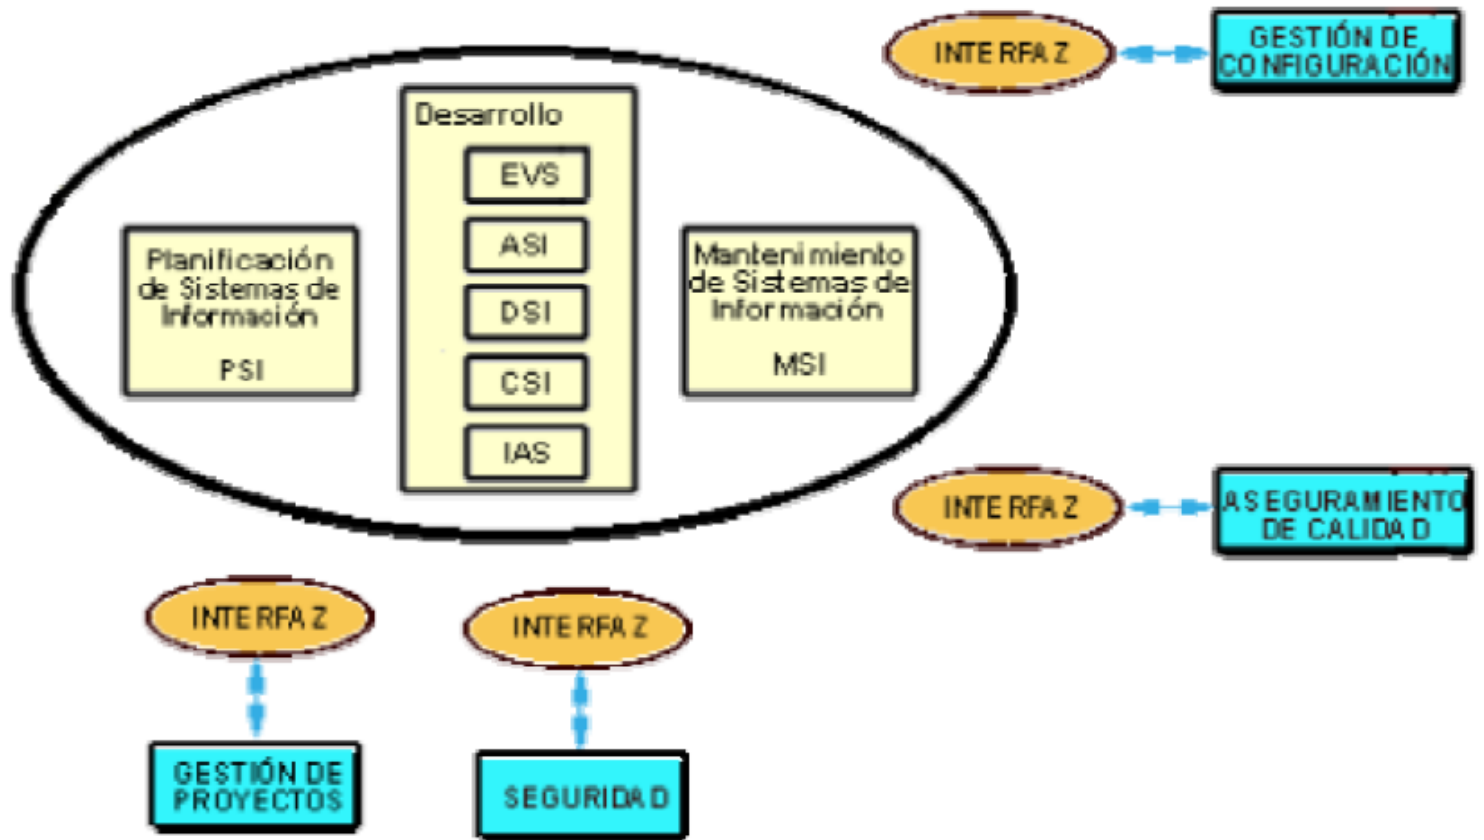 INTERFAZ
GESTIÓN DE
CONFIGURACIÓN
Desarrollo
EVS
ASI
DSI
CSI
IAS
Planificación
de Sistemas de
Información
PSI
Mantenimiento
de Sistemas de
Información
MSI
INTERFAZ
ASEGURAMIENTO
DE CALIDAD
INTERFAZ
INTERFAZ
GESTIÓN DE
PROYECTOS
SEGURIDAD